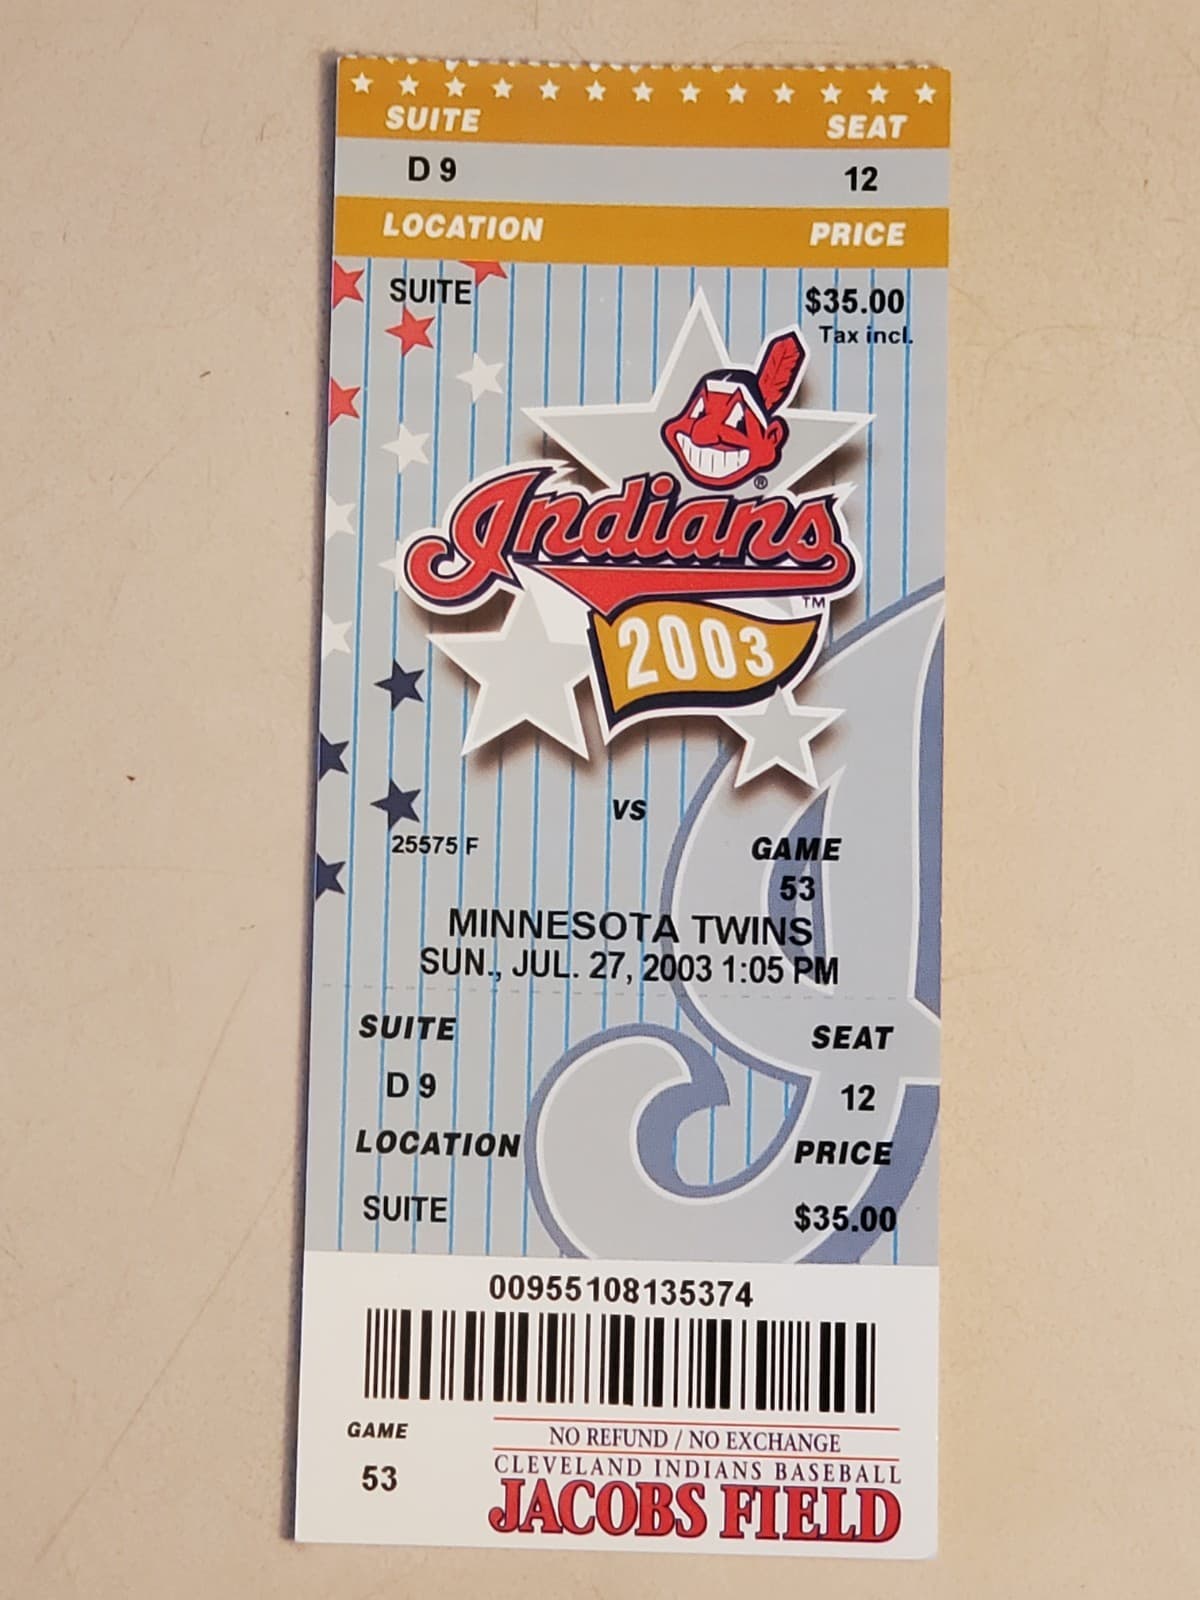 SUITE SEAT
D 9 12
LOCATION PRICE
SUITE $35.00
Tax incl.
®
Indians
TM
2003
VS
25575 F GAME
53
MINNESOTA TWINS
SUN., JUL. 27, 2003 1:05 PM
SUITE SEAT
D 9 12
LOCATION PRICE
SUITE $35.00
00955108135374
GAME NO REFUND / NO EXCHANGE
53 CLEVELAND INDIANS BASEBALL
JACOBS FIELD